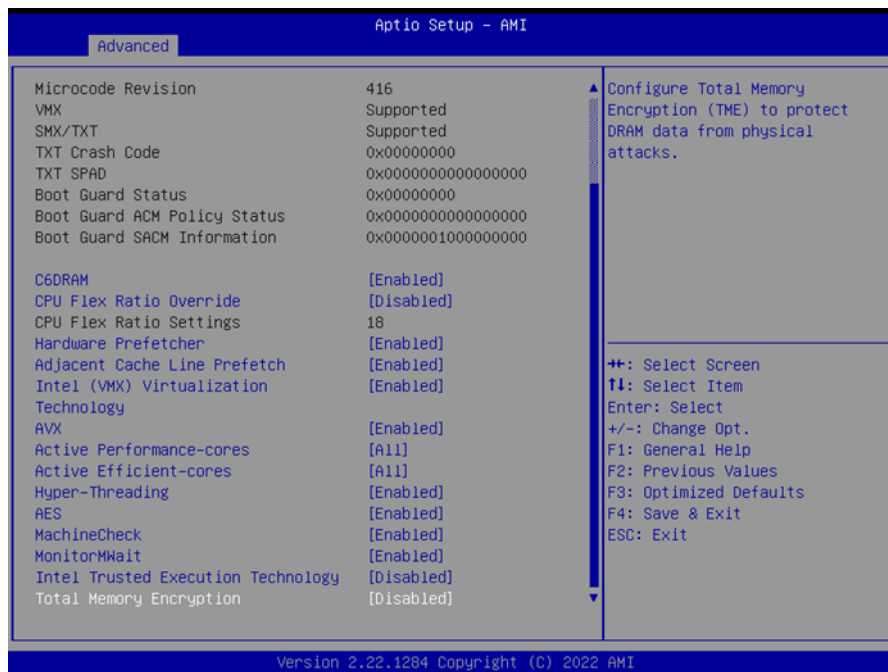 Aptio Setup – AMI
Advanced
Microcode Revision 416
VMX Supported
SMX/TXT Supported
TXT Crash Code 0x00000000
TXT SPAD 0x0000000000000000
Boot Guard Status 0x00000000
Boot Guard ACM Policy Status 0x0000000000000000
Boot Guard SACM Information 0x0000001000000000
C6DRAM [Enabled]
CPU Flex Ratio Override [Disabled]
CPU Flex Ratio Settings 18
Hardware Prefetcher [Enabled]
Adjacent Cache Line Prefetch [Enabled]
Intel (VMX) Virtualization [Enabled]
Technology
AVX [Enabled]
Active Performance-cores [All]
Active Efficient-cores [All]
Hyper-Threading [Enabled]
AES [Enabled]
MachineCheck [Enabled]
MonitorMWait [Enabled]
Intel Trusted Execution Technology [Disabled]
Total Memory Encryption [Disabled]
Configure Total Memory
Encryption (TME) to protect
DRAM data from physical
attacks.
→←: Select Screen
↑↓: Select Item
Enter: Select
+/-: Change Opt.
F1: General Help
F2: Previous Values
F3: Optimized Defaults
F4: Save & Exit
ESC: Exit
Version 2.22.1284 Copyright (C) 2022 AMI